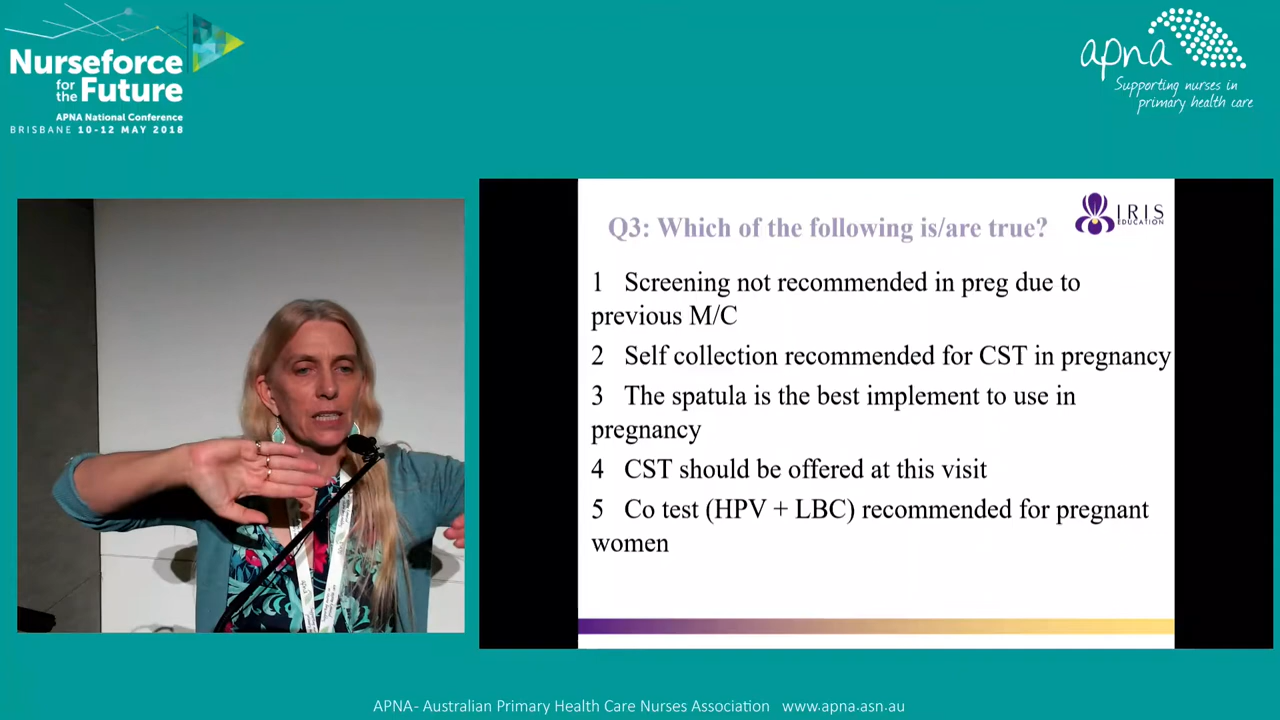 Nurseforce
for the Future
APNA National Conference
BRISBANE 10-12 MAY 2018
apna
Supporting nurses in
primary health care
IRIS
EDUCATION
Q3: Which of the following is/are true?
1 Screening not recommended in preg due to
previous M/C
2 Self collection recommended for CST in pregnancy
3 The spatula is the best implement to use in
pregnancy
4 CST should be offered at this visit
5 Co test (HPV + LBC) recommended for pregnant
women
APNA- Australian Primary Health Care Nurses Association www.apna.asn.au